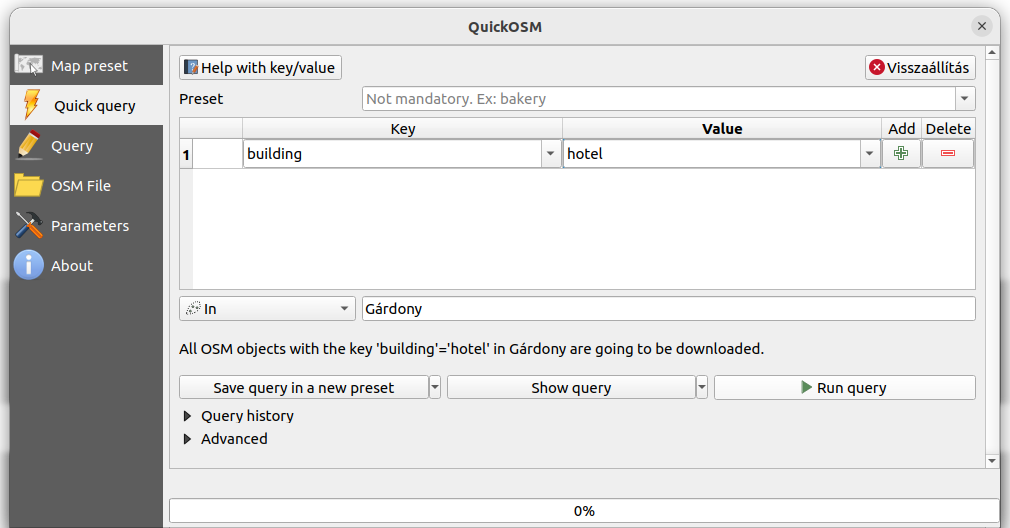 QuickOSM
Map preset
Quick query
Query
OSM File
Parameters
About
Help with key/value
Visszaállítás
Preset
Not mandatory. Ex: bakery
Key Value Add Delete
1 building hotel
In Gárdony
All OSM objects with the key 'building'='hotel' in Gárdony are going to be downloaded.
Save query in a new preset Show query Run query
Query history
Advanced
0%